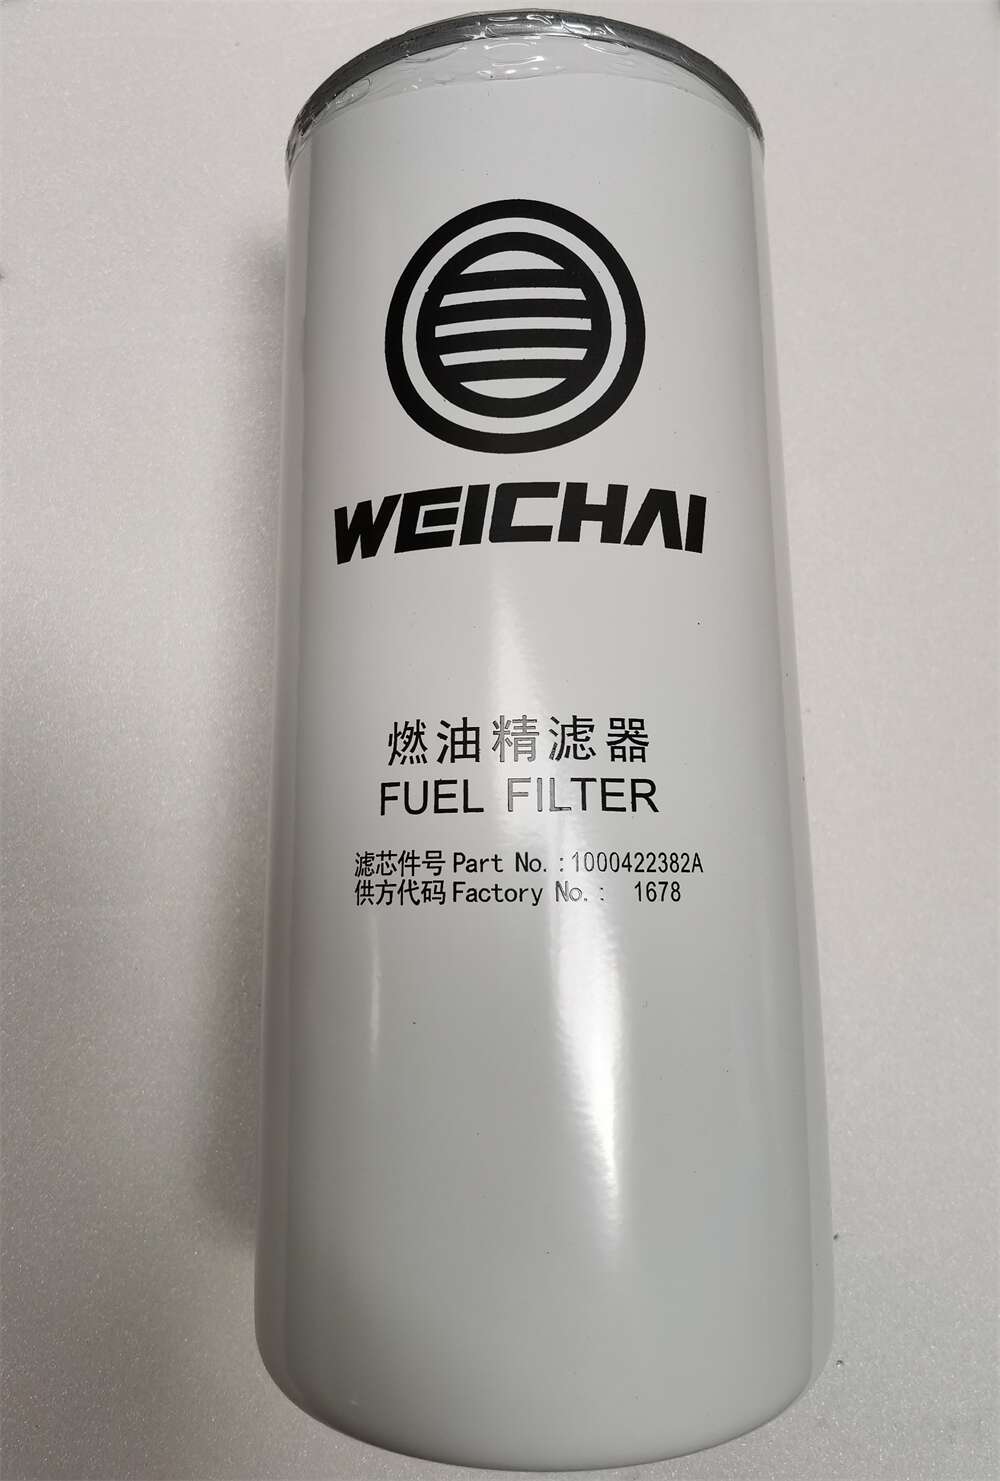 WEICHAI
燃油精滤器
FUEL FILTER
滤芯件号 Part No.:1000422382A
供方代码 Factory No.: 1678